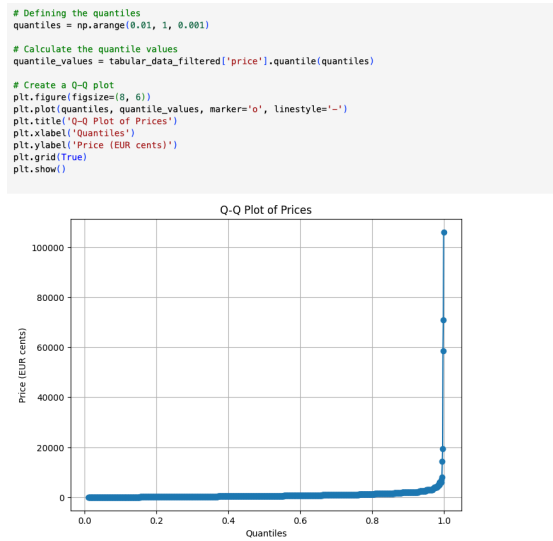 # Defining the quantiles
quantiles = np.arange(0.01, 1, 0.001)
# Calculate the quantile values
quantile_values = tabular_data_filtered['price'].quantile(quantiles)
# Create a Q-Q plot
plt.figure(figsize=(8, 6))
plt.plot(quantiles, quantile_values, marker='o', linestyle='-')
plt.title('Q-Q Plot of Prices')
plt.xlabel('Quantiles')
plt.ylabel('Price (EUR cents)')
plt.grid(True)
plt.show()
Q-Q Plot of Prices
100000
80000
60000
40000
20000
0
Price (EUR cents)
0.0 0.2 0.4 0.6 0.8 1.0
Quantiles